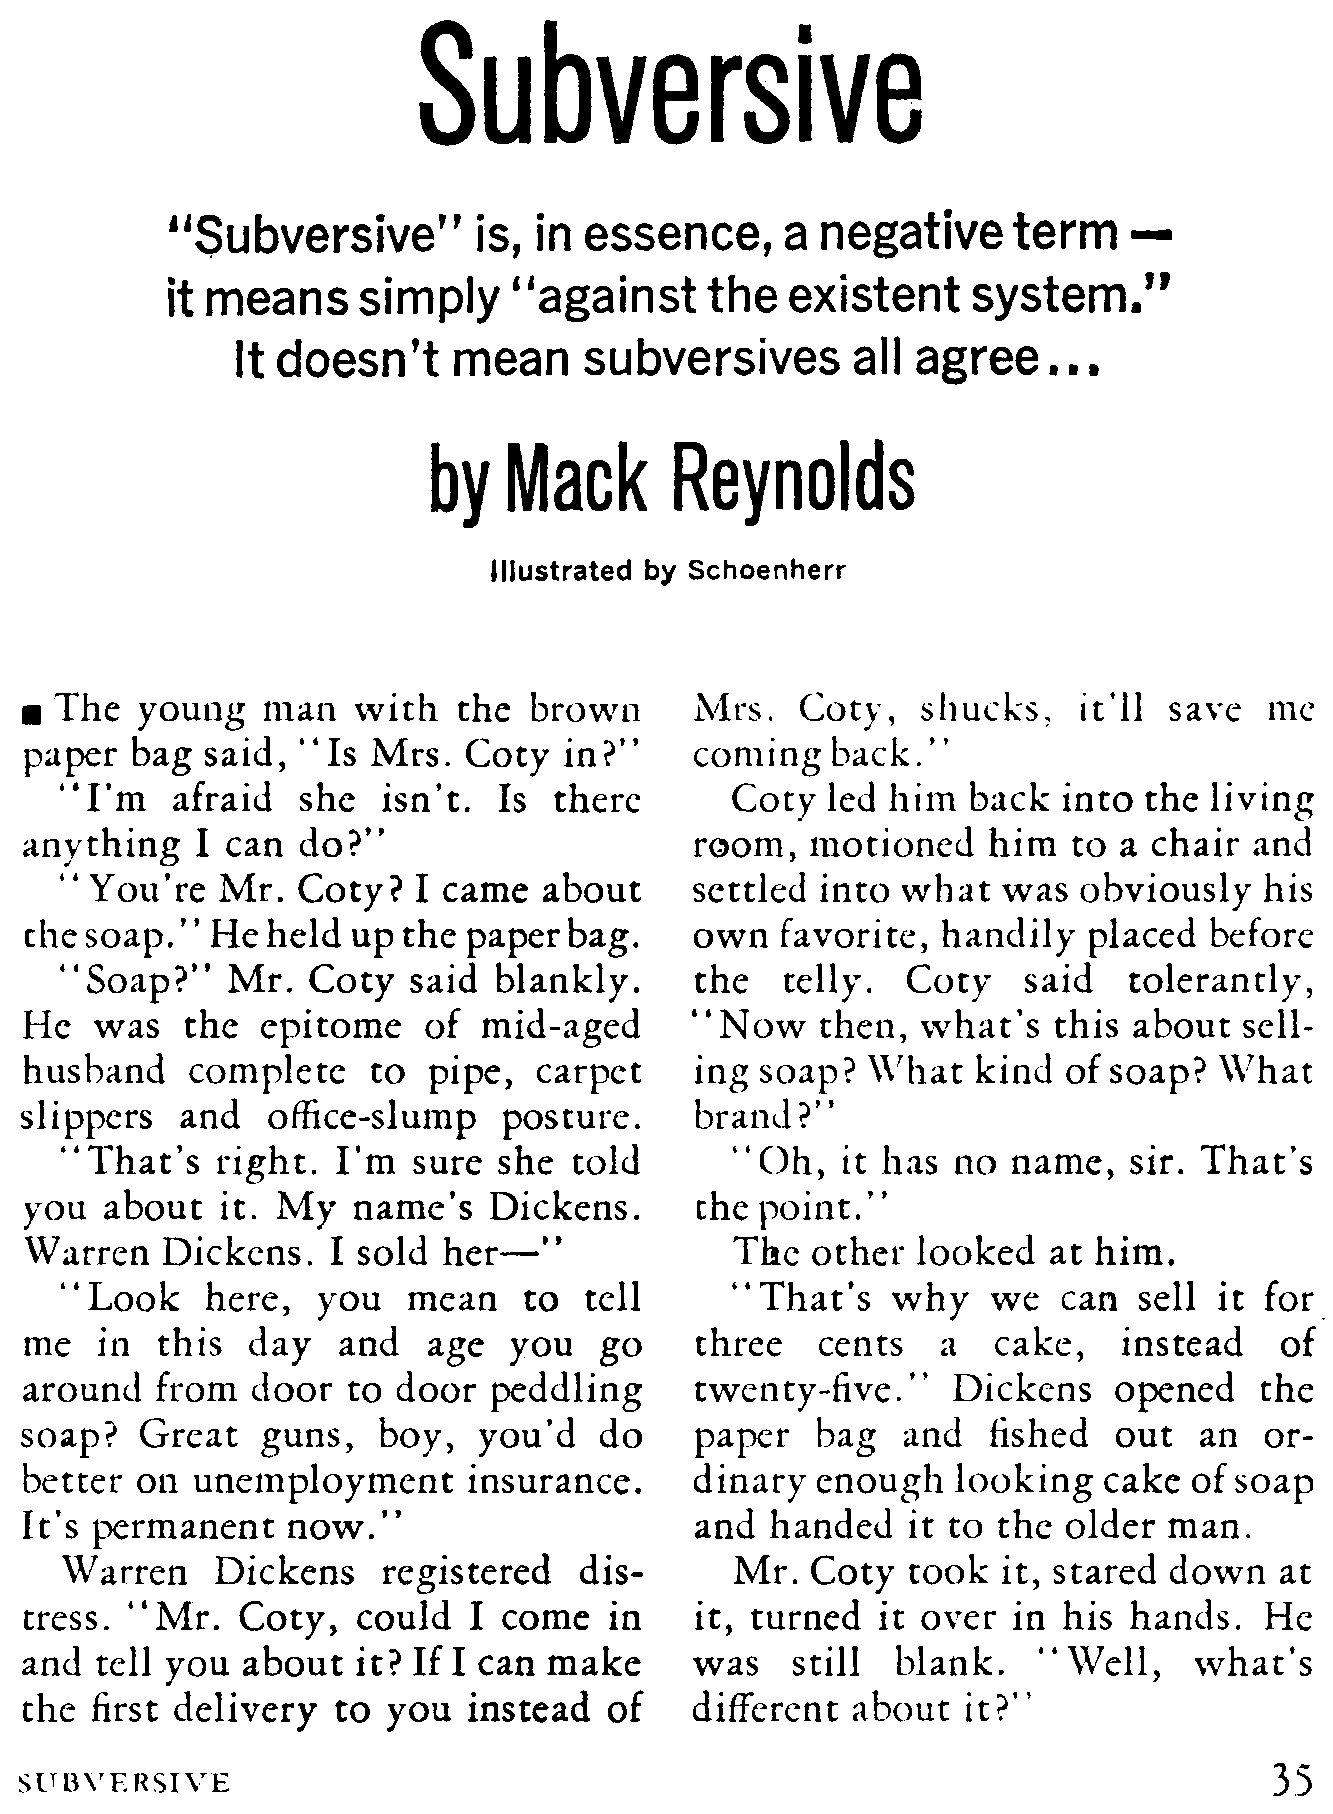 Subversive
"Subversive" is, in essence, a negative term —
it means simply "against the existent system."
It doesn't mean subversives all agree...
by Mack Reynolds
Illustrated by Schoenherr
■ The young man with the brown
paper bag said, "Is Mrs. Coty in?"
"I'm afraid she isn't. Is there
anything I can do?"
"You're Mr. Coty? I came about
the soap." He held up the paper bag.
"Soap?" Mr. Coty said blankly.
He was the epitome of mid-aged
husband complete to pipe, carpet
slippers and office-slump posture.
"That's right. I'm sure she told
you about it. My name's Dickens.
Warren Dickens. I sold her—"
"Look here, you mean to tell
me in this day and age you go
around from door to door peddling
soap? Great guns, boy, you'd do
better on unemployment insurance.
It's permanent now."
Warren Dickens registered dis-
tress. "Mr. Coty, could I come in
and tell you about it? If I can make
the first delivery to you instead of
Mrs. Coty, shucks, it'll save me
coming back."
Coty led him back into the living
room, motioned him to a chair and
settled into what was obviously his
own favorite, handily placed before
the telly. Coty said tolerantly,
"Now then, what's this about sell-
ing soap? What kind of soap? What
brand?"
"Oh, it has no name, sir. That's
the point."
The other looked at him.
"That's why we can sell it for
three cents a cake, instead of
twenty-five." Dickens opened the
paper bag and fished out an or-
dinary enough looking cake of soap
and handed it to the older man.
Mr. Coty took it, stared down at
it, turned it over in his hands. He
was still blank. "Well, what's
different about it?"
SUBVERSIVE
35